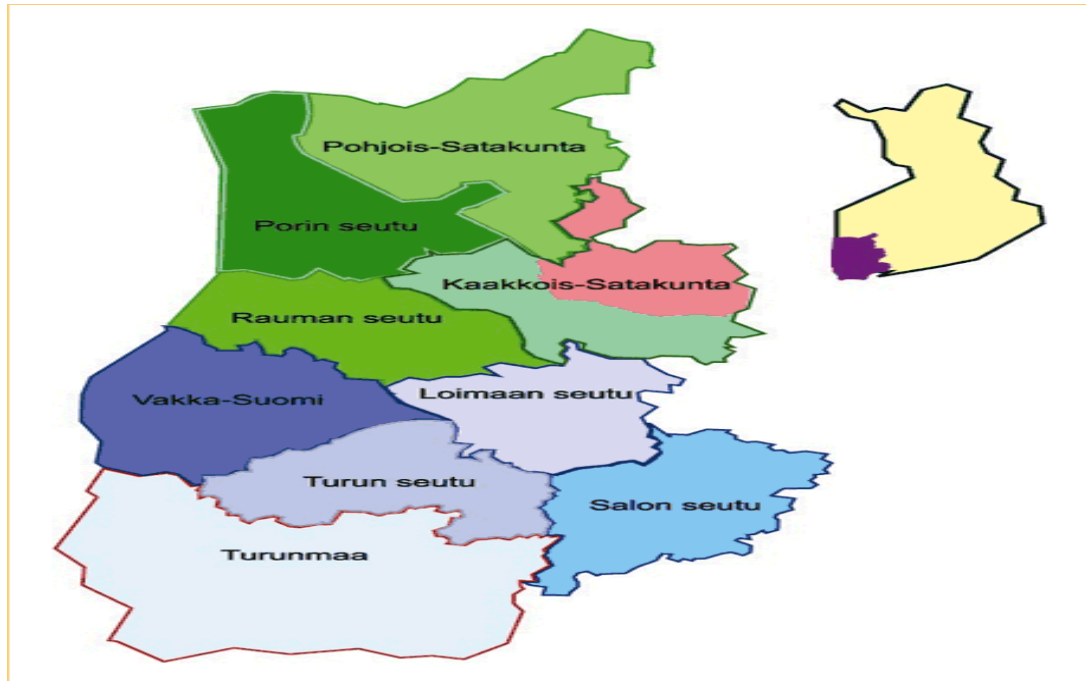 Pohjois-Satakunta
Porin seutu
Kaakkois-Satakunta
Rauman seutu
Vakka-Suomi
Loimaan seutu
Turun seutu
Salon seutu
Turunmaa